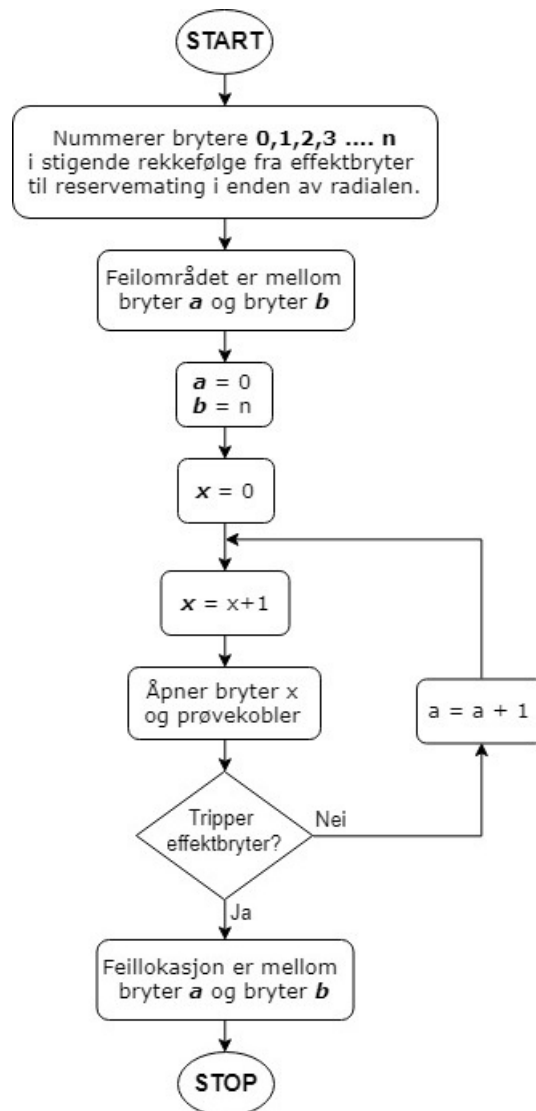 START
Nummerer brytere 0,1,2,3 .... n
i stigende rekkefølge fra effektbryter
til reservemating i enden av radialen.
Feilområdet er mellom
bryter a og bryter b
a = 0
b = n
x = 0
x = x+1
Åpner bryter x
og prøvekobler
a = a + 1
Tripper
effektbryter?
Nei
Ja
Feillokasjon er mellom
bryter a og bryter b
STOP